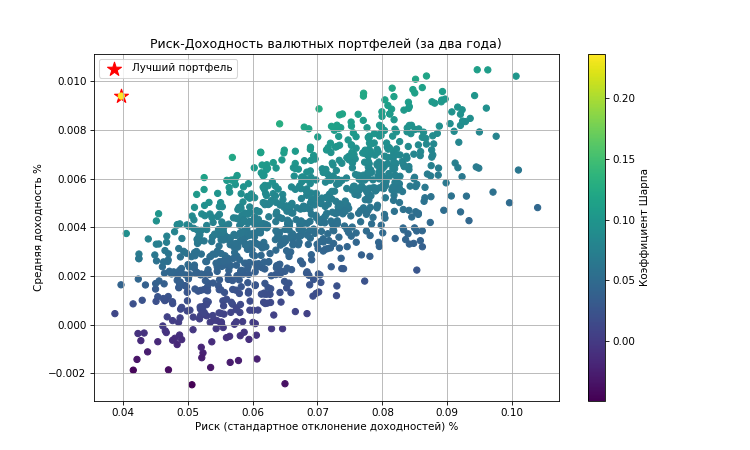 Риск-Доходность валютных портфелей (за два года)
Лучший портфель
Средняя доходность %
0.010
0.008
0.006
0.004
0.002
0.000
−0.002
0.04 0.05 0.06 0.07 0.08 0.09 0.10
Риск (стандартное отклонение доходностей) %
0.20
0.15
0.10
0.05
0.00
Коэффициент Шарпа